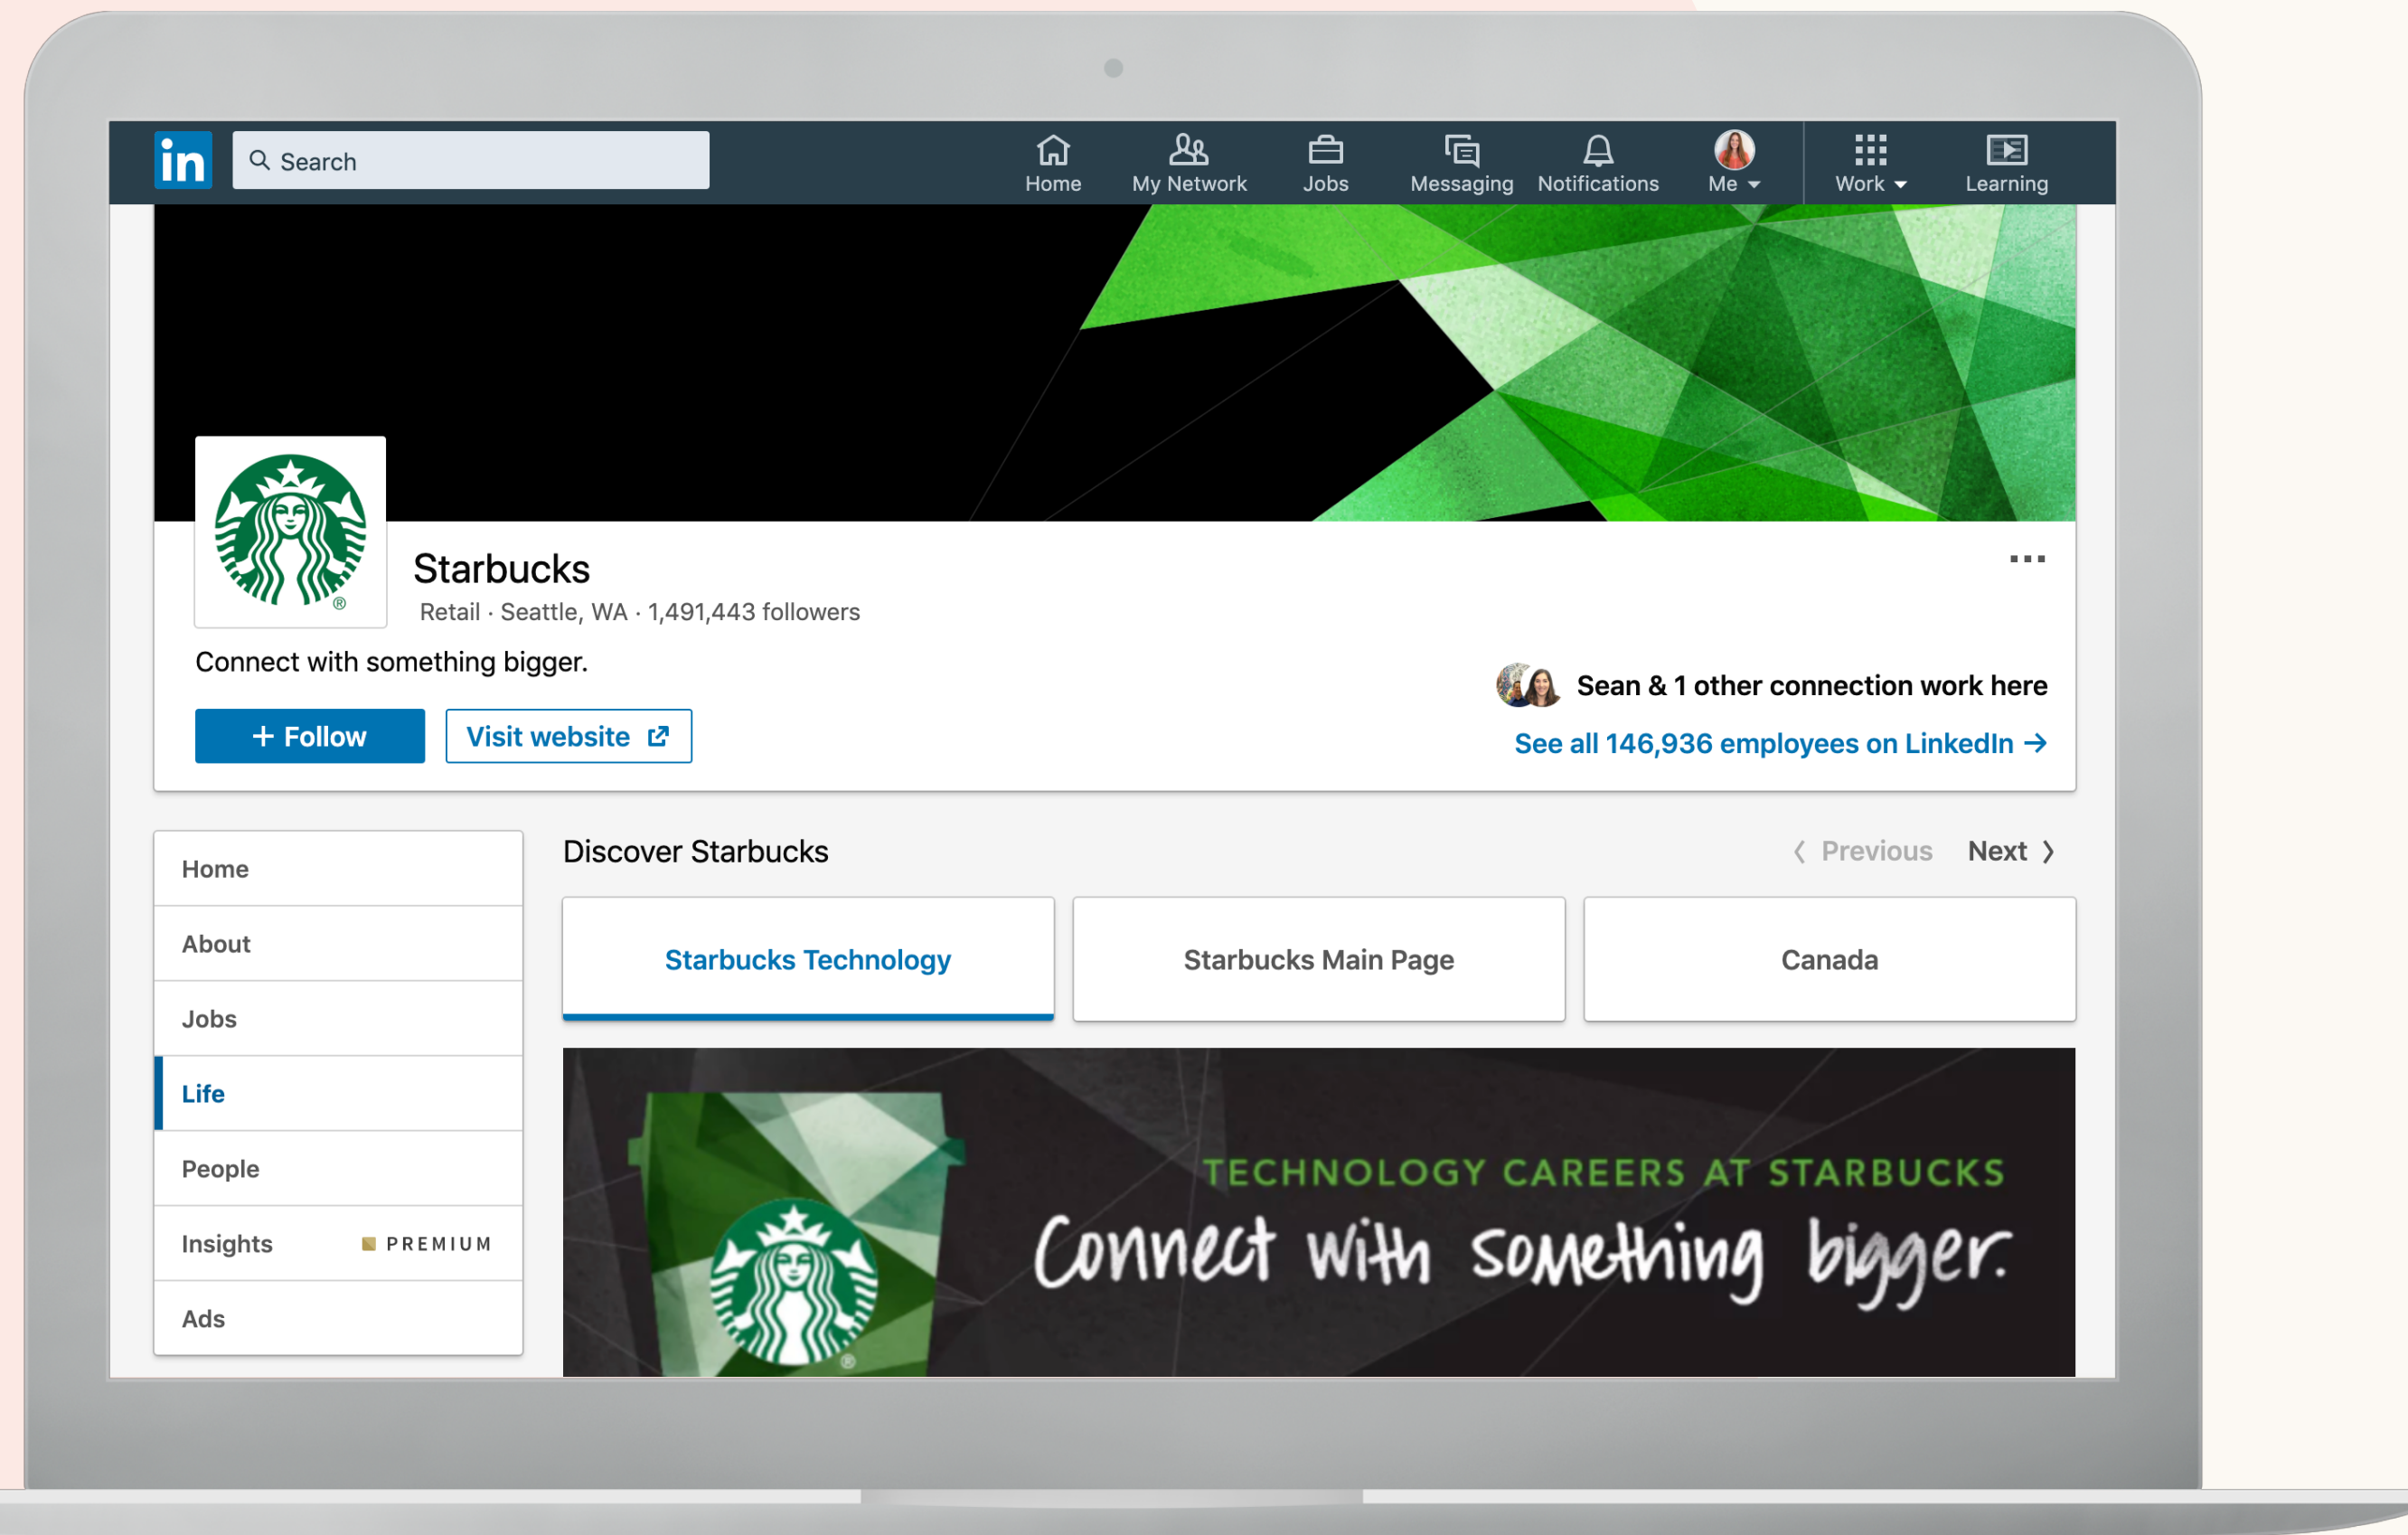 in
Search
Home
My Network
Jobs
Messaging
Notifications
Me
Work
Learning
Starbucks
Retail · Seattle, WA · 1,491,443 followers
Connect with something bigger.
+ Follow
Visit website
Sean & 1 other connection work here
See all 146,936 employees on LinkedIn →
Home
About
Jobs
Life
People
Insights PREMIUM
Ads
Discover Starbucks
Previous Next
Starbucks Technology
Starbucks Main Page
Canada
TECHNOLOGY CAREERS AT STARBUCKS
Connect with something bigger.
®
®